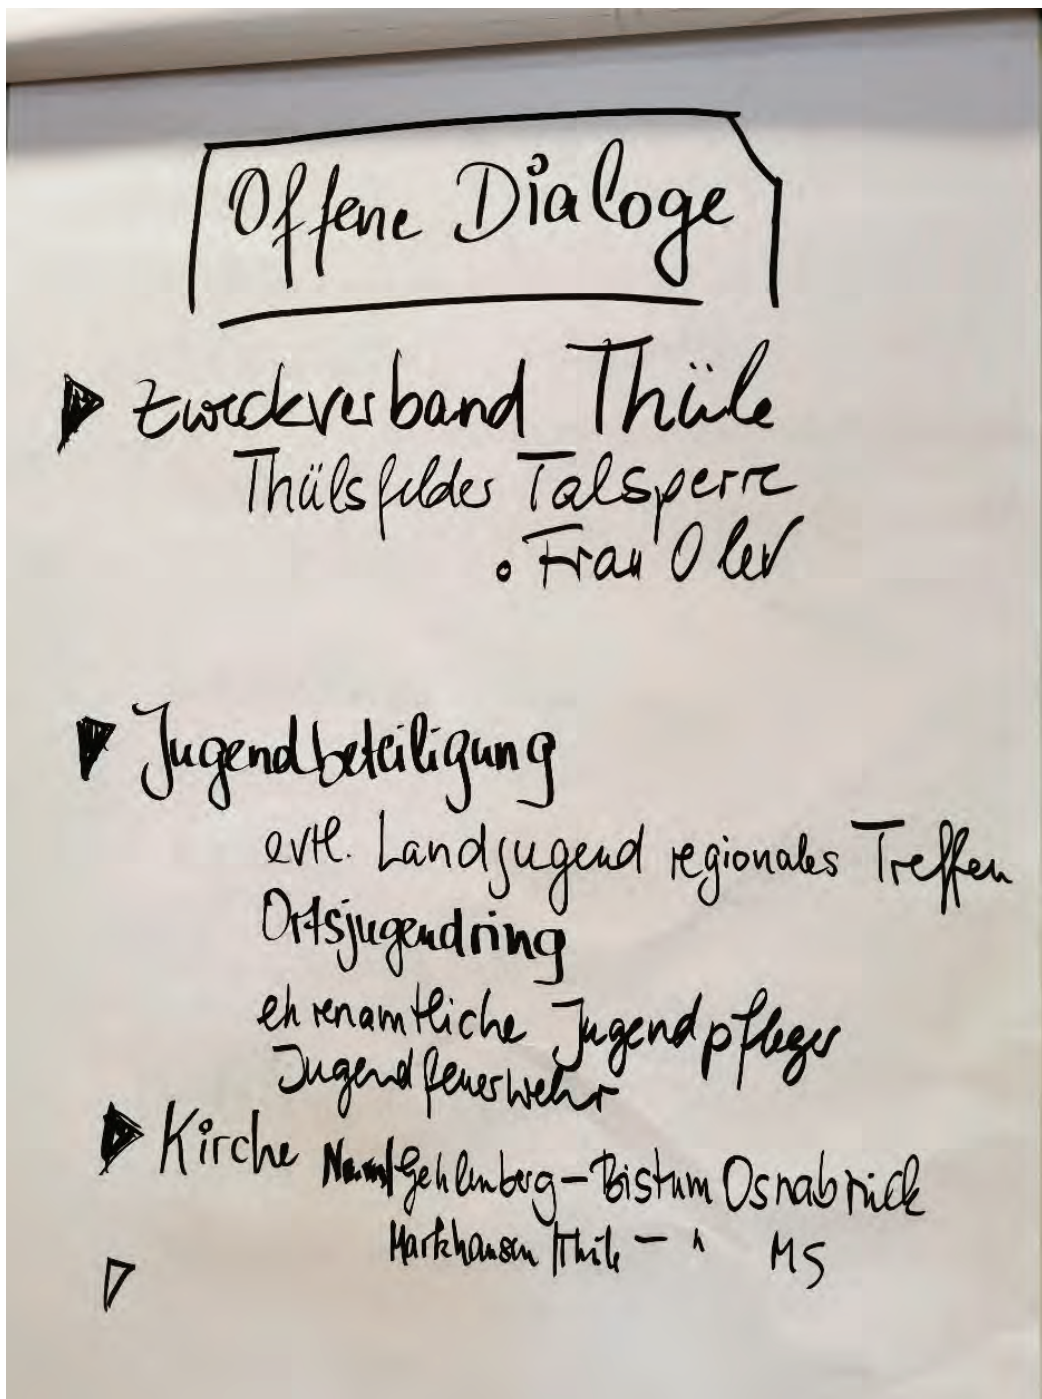 Offene Dialoge
Zweckverband Thüle
Thülsfelder Talsperre
• Frau
Jugendbeteiligung
evtl. Landjugend regionales Treffen
Ortsjugendring
ehrenamtliche Jugendpfleger
Jugendfeuerwehr
Kirche /Gehlenberg – Bistum Osnabrück
Markhausen/Thüle – " MS